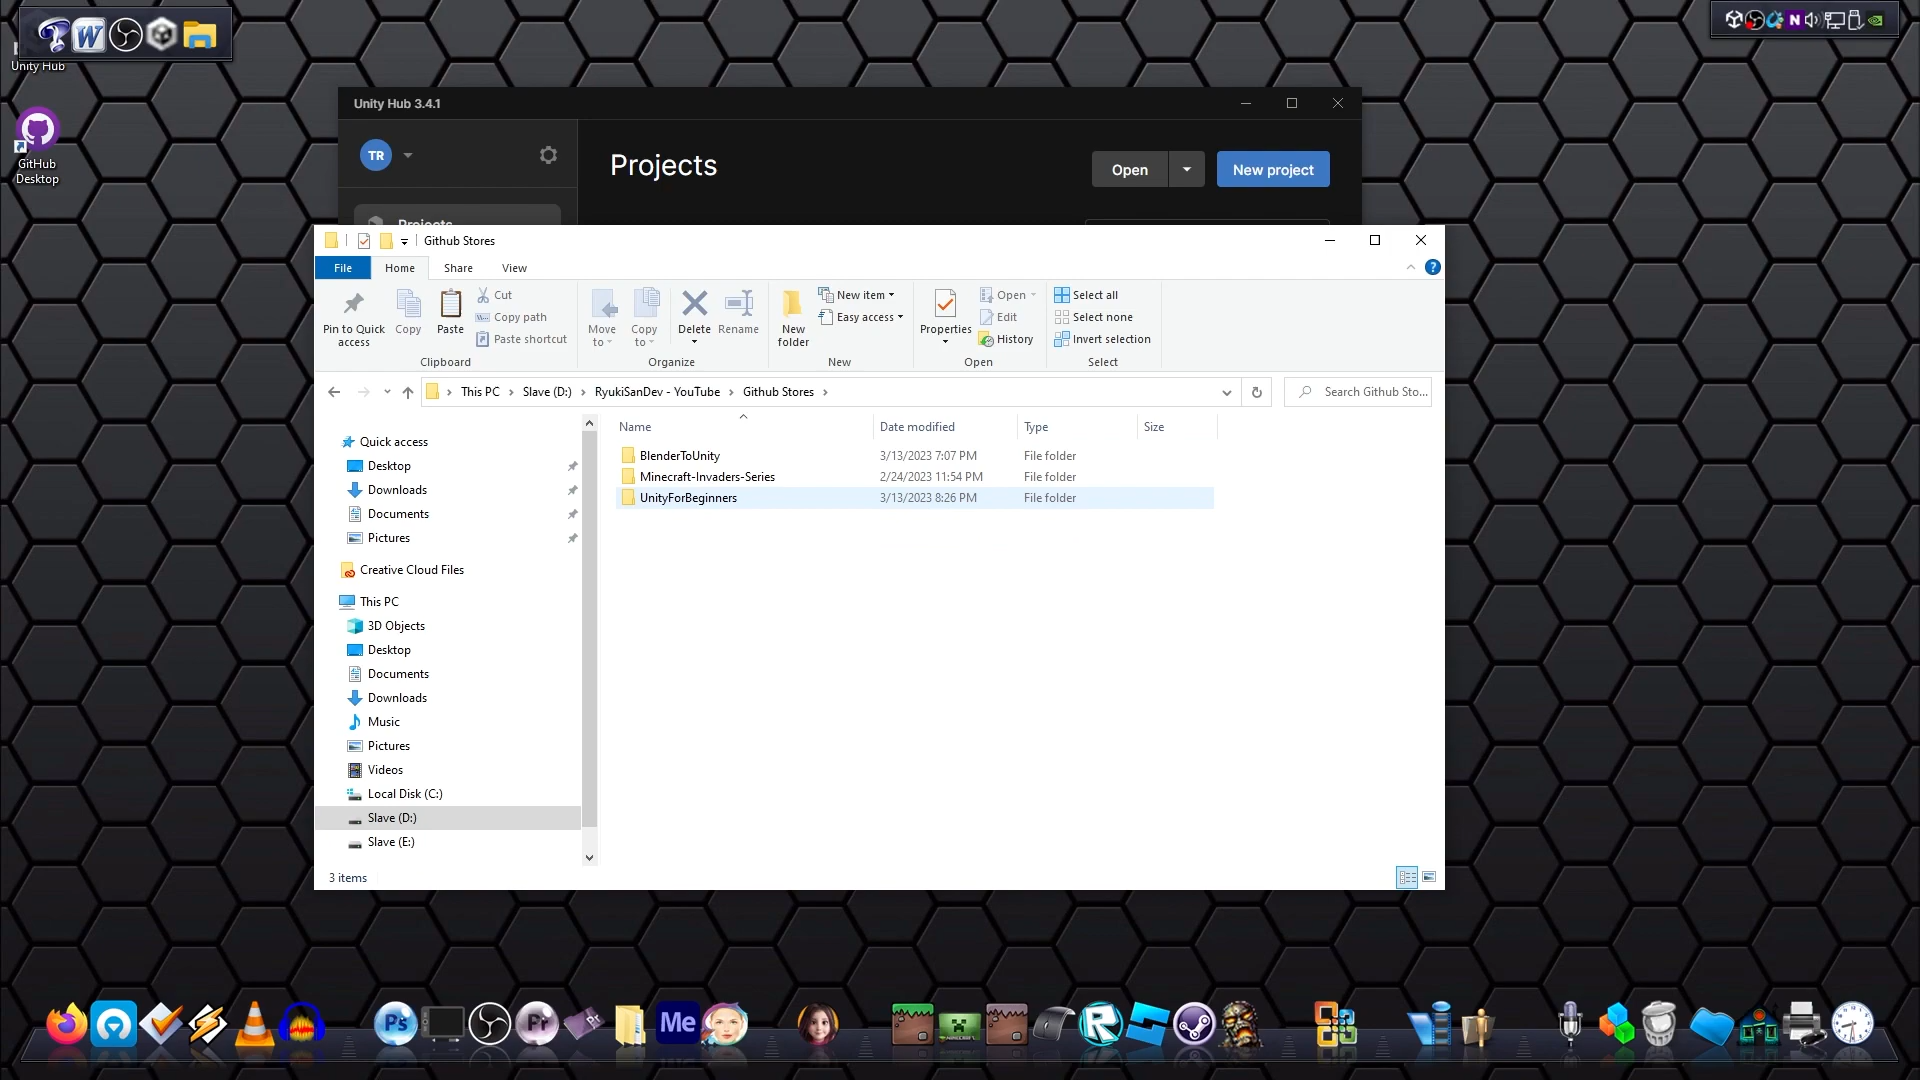 Unity Hub
GitHub
Desktop
Unity Hub 3.4.1
TR
Projects
Open
New project
Projects
Github Stores
File
Home
Share
View
Pin to Quick
access
Copy
Paste
Cut
Copy path
Paste shortcut
Clipboard
Move
to
Copy
to
Delete
Rename
Organize
New
folder
New item
Easy access
New
Properties
Open
Edit
History
Open
Select all
Select none
Invert selection
Select
This PC
Slave (D:)
RyukiSanDev - YouTube
Github Stores
Search Github Sto...
Name
Date modified
Type
Size
BlenderToUnity
3/13/2023 7:07 PM
File folder
Minecraft-Invaders-Series
2/24/2023 11:54 PM
File folder
UnityForBeginners
3/13/2023 8:26 PM
File folder
Quick access
Desktop
Downloads
Documents
Pictures
Creative Cloud Files
This PC
3D Objects
Desktop
Documents
Downloads
Music
Pictures
Videos
Local Disk (C:)
Slave (D:)
Slave (E:)
3 items
Ps
Pr
Pr
Me